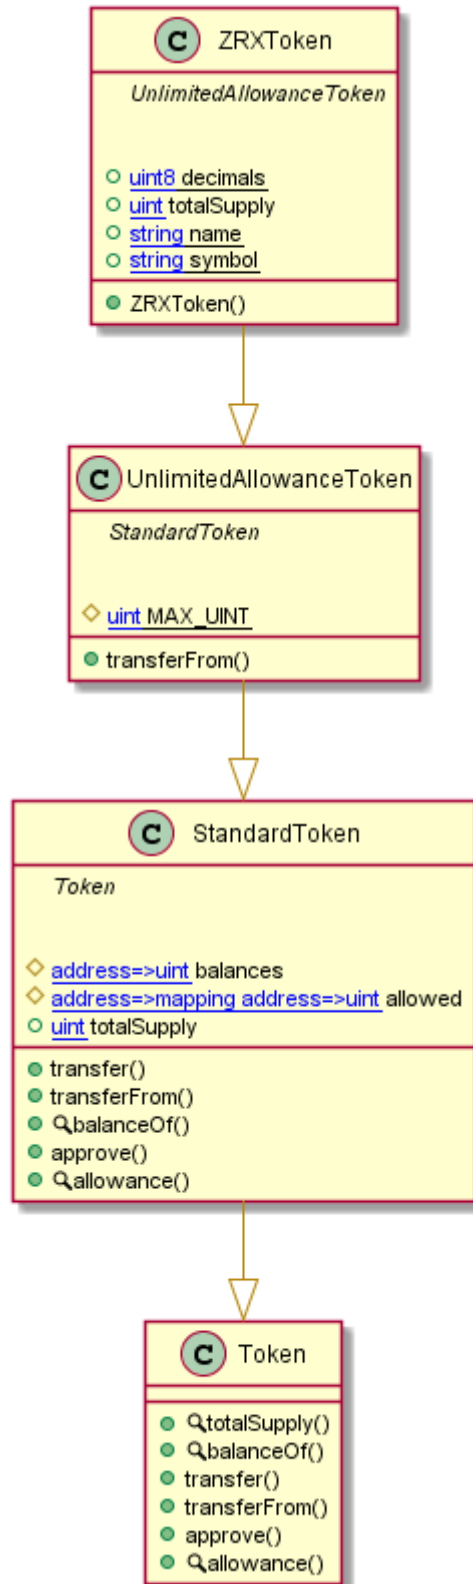 C ZRXToken
UnlimitedAllowanceToken
uint8 decimals
uint totalSupply
string name
string symbol
ZRXToken()
C UnlimitedAllowanceToken
StandardToken
uint MAX_UINT
transferFrom()
C StandardToken
Token
address=>uint balances
address=>mapping address=>uint allowed
uint totalSupply
transfer()
transferFrom()
balanceOf()
approve()
allowance()
C Token
totalSupply()
balanceOf()
transfer()
transferFrom()
approve()
allowance()